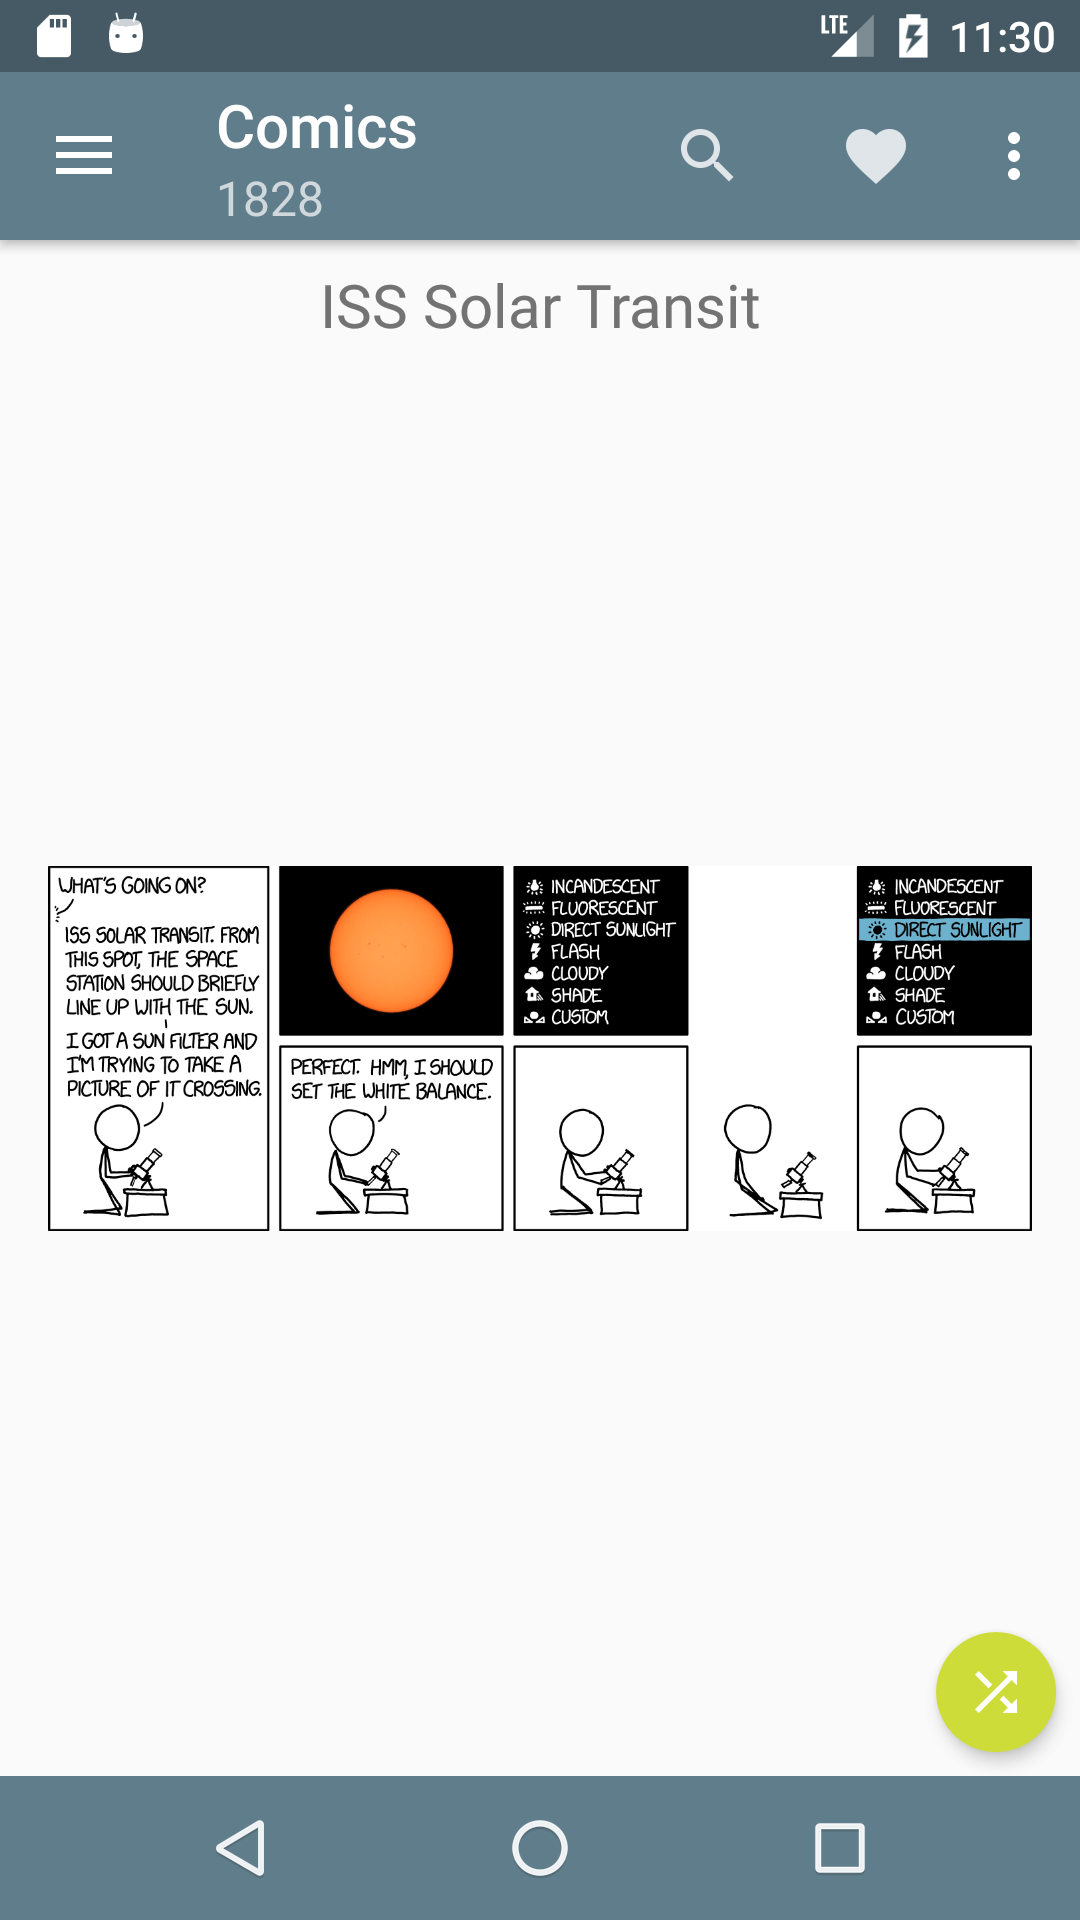 LTE 11:30
Comics
1828
ISS Solar Transit
WHAT'S GOING ON?
ISS SOLAR TRANSIT. FROM
THIS SPOT, THE SPACE
STATION SHOULD BRIEFLY
LINE UP WITH THE SUN.
I GOT A SUN FILTER AND
I'M TRYING TO TAKE A
PICTURE OF IT CROSSING.
PERFECT. HMM, I SHOULD
SET THE WHITE BALANCE.
INCANDESCENT
FLUORESCENT
DIRECT SUNLIGHT
FLASH
CLOUDY
SHADE
CUSTOM
INCANDESCENT
FLUORESCENT
DIRECT SUNLIGHT
FLASH
CLOUDY
SHADE
CUSTOM